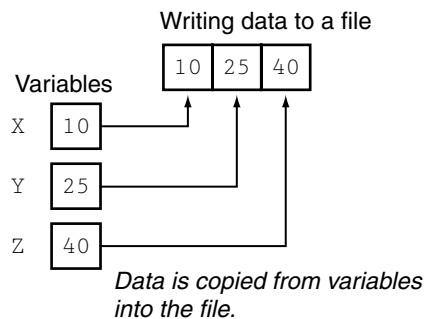 Writing data to a file
10 25 40
Variables
X 10
Y 25
Z 40
Data is copied from variables
into the file.